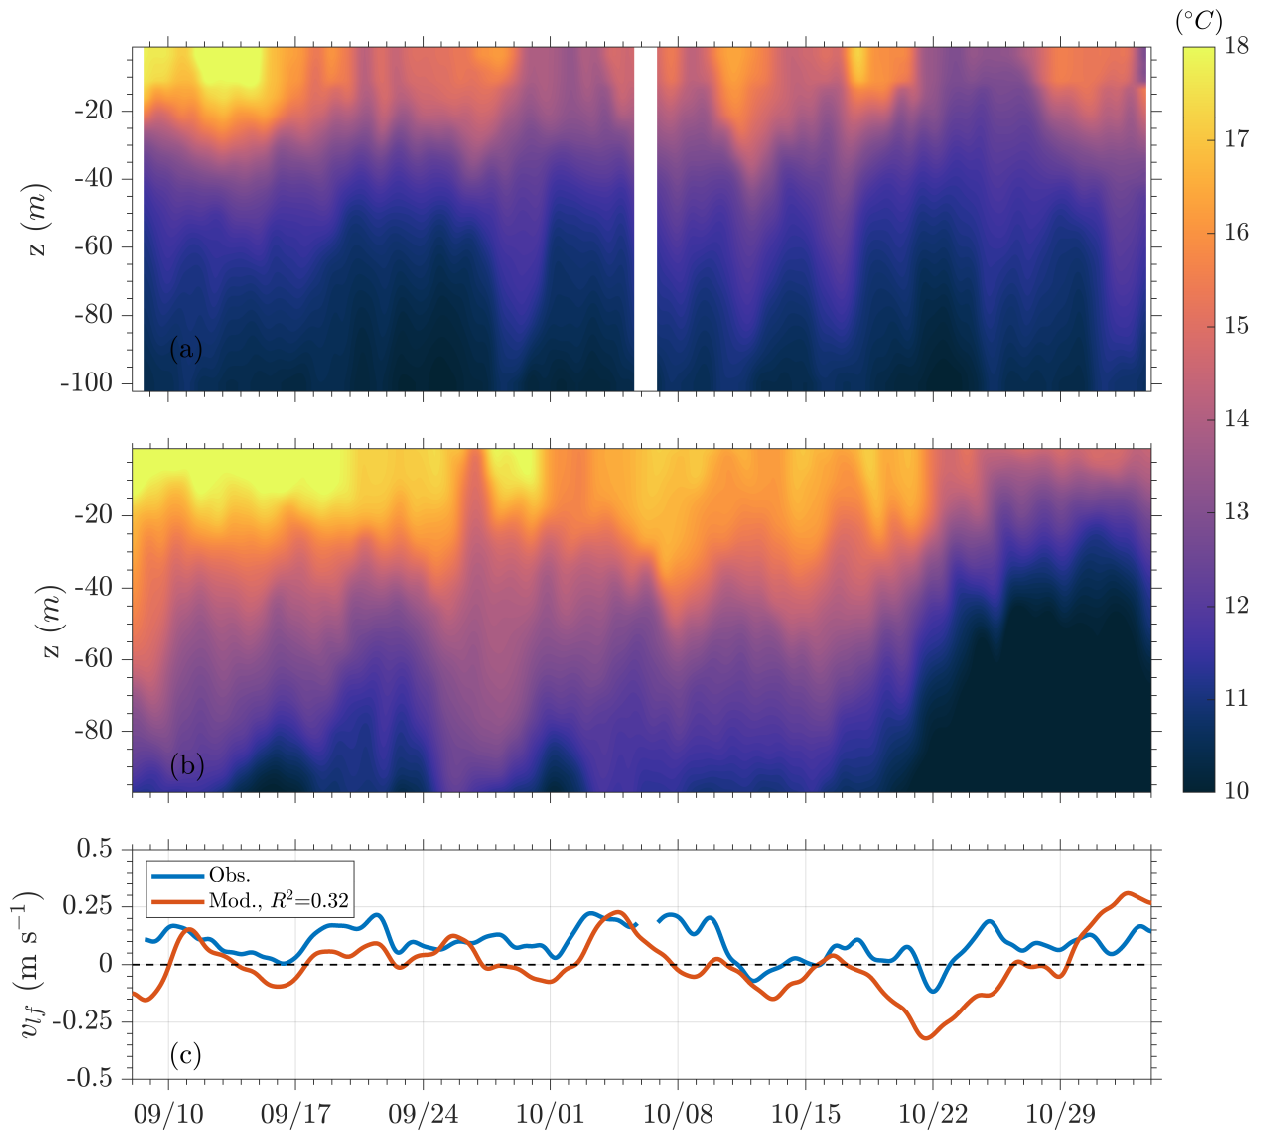 (°C)
18
17
16
15
14
13
12
11
10
z (m)
-20
-40
-60
-80
-100
(a)
z (m)
-20
-40
-60
-80
(b)
v_lf (m s⁻¹)
0.5
0.25
0
-0.25
-0.5
Obs.
Mod., R²=0.32
(c)
09/10 09/17 09/24 10/01 10/08 10/15 10/22 10/29